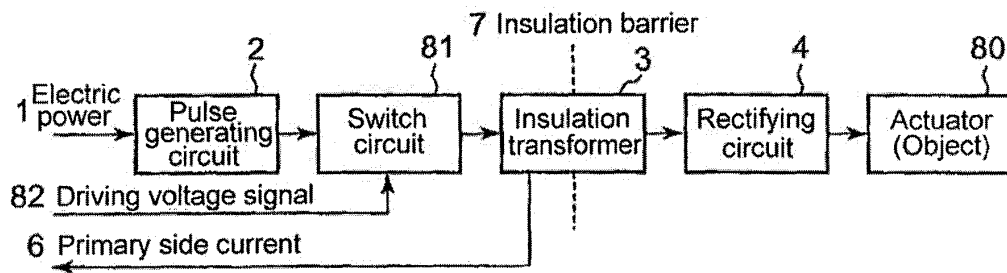 7 Insulation barrier
2
81
3
4
80
1 Electric
power
Pulse
generating
circuit
Switch
circuit
Insulation
transformer
Rectifying
circuit
Actuator
(Object)
82 Driving voltage signal
6 Primary side current